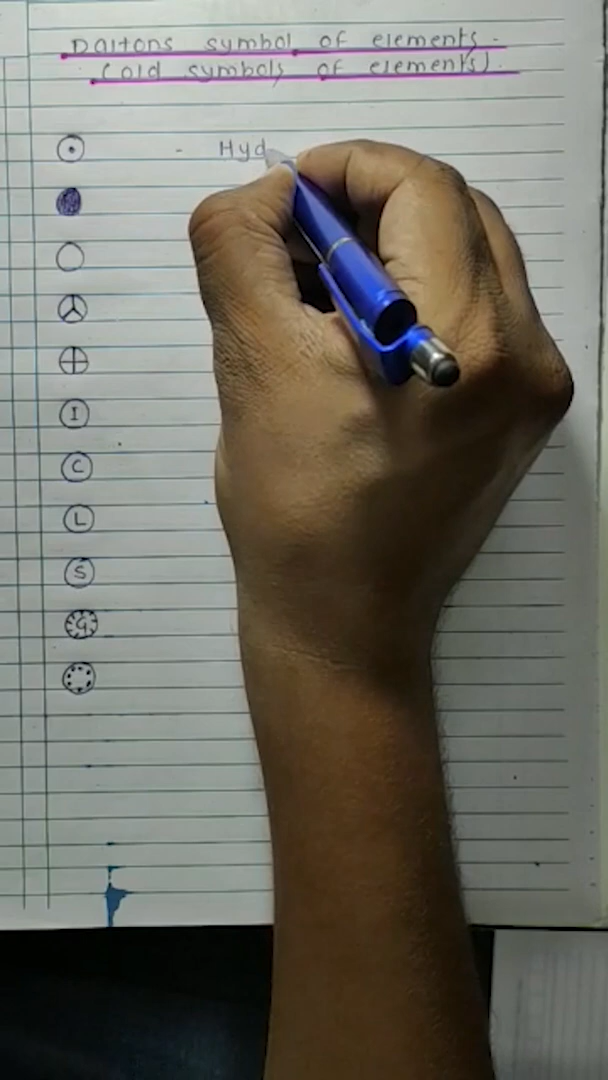 Daltons symbol of elements.
(old symbols of elements).
- Hyd
I
C
L
S
G